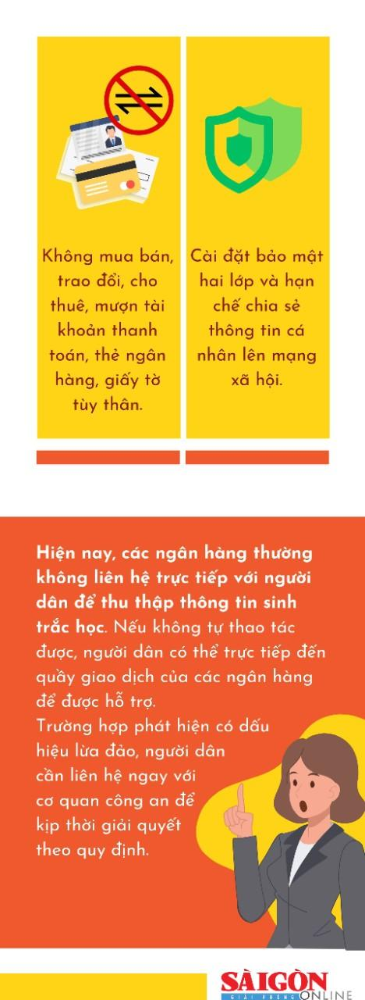 Không mua bán,
trao đổi, cho
thuê, mượn tài
khoản thanh
toán, thẻ ngân
hàng, giấy tờ
tùy thân.
Cài đặt bảo mật
hai lớp và hạn
chế chia sẻ
thông tin cá
nhân lên mạng
xã hội.
Hiện nay, các ngân hàng thường
không liên hệ trực tiếp với người
dân để thu thập thông tin sinh
trắc học. Nếu không tự thao tác
được, người dân có thể trực tiếp đến
quầy giao dịch của các ngân hàng
để được hỗ trợ.
Trường hợp phát hiện có dấu
hiệu lừa đảo, người dân
cần liên hệ ngay với
cơ quan công an để
kịp thời giải quyết
theo quy định.
SÀIGÒN
GIẢI PHÓNG ONLINE